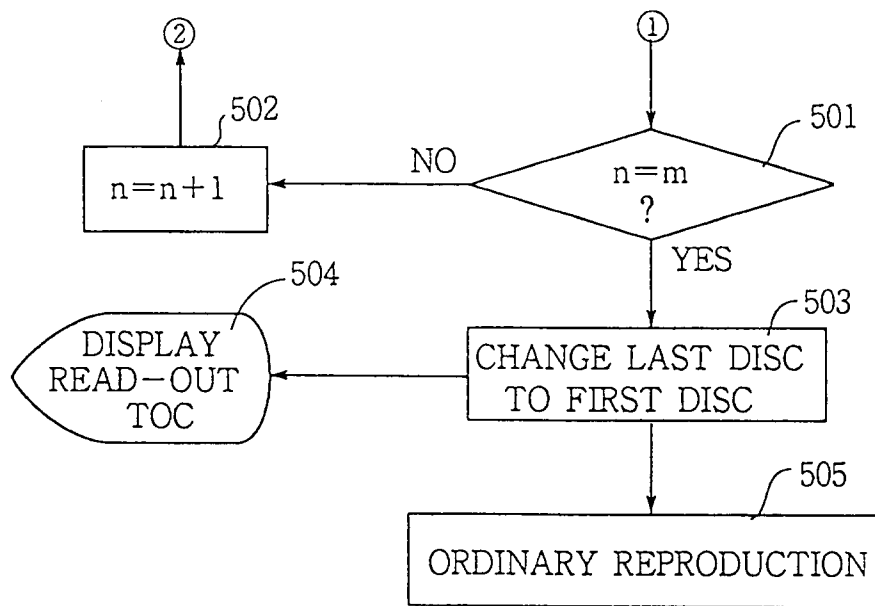 ②
①
502
501
n=n+1
NO
n=m
?
YES
504
503
DISPLAY
READ-OUT
TOC
CHANGE LAST DISC
TO FIRST DISC
505
ORDINARY REPRODUCTION